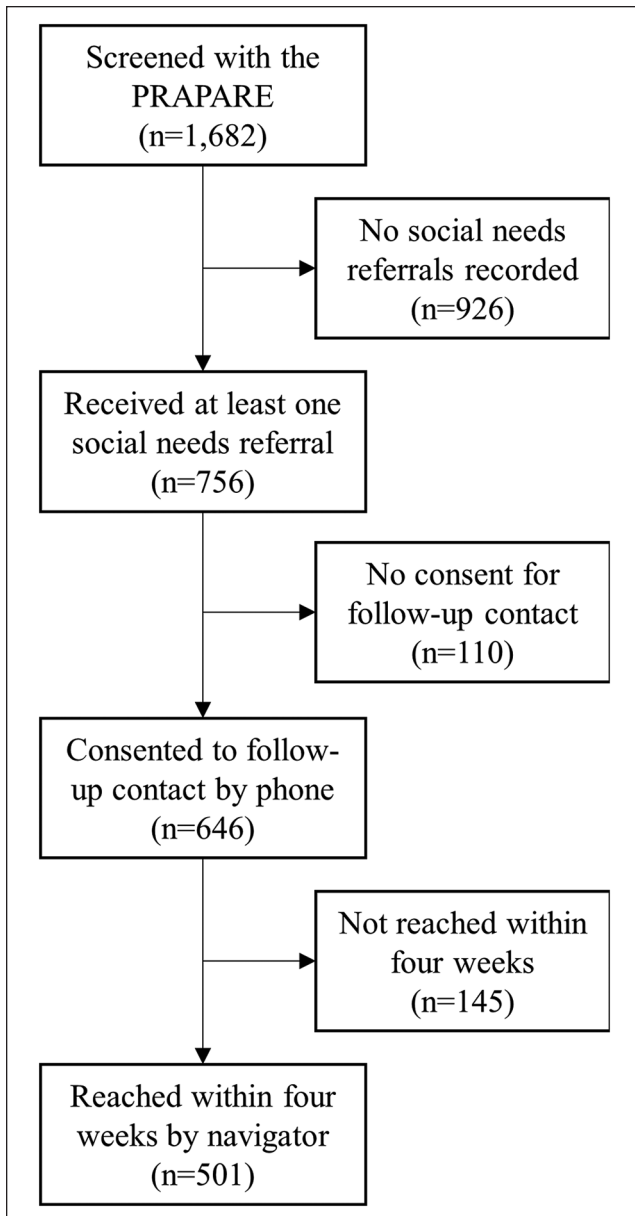 Screened with the
PRAPARE
(n=1,682)
No social needs
referrals recorded
(n=926)
Received at least one
social needs referral
(n=756)
No consent for
follow-up contact
(n=110)
Consented to follow-
up contact by phone
(n=646)
Not reached within
four weeks
(n=145)
Reached within four
weeks by navigator
(n=501)